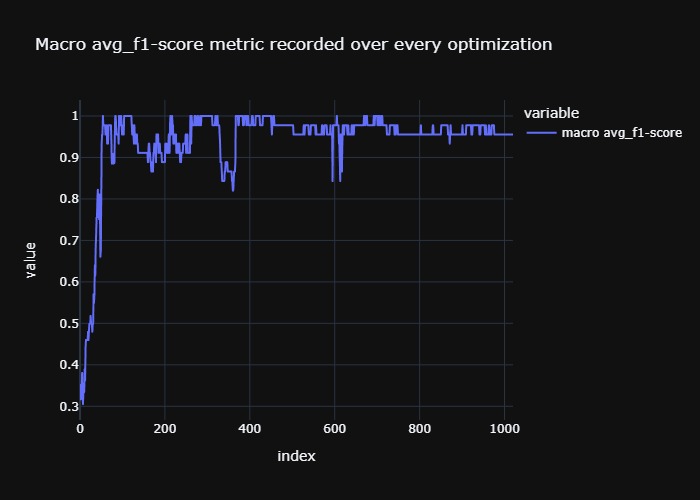 Macro avg_f1-score metric recorded over every optimization
variable
macro avg_f1-score
value
1
0.9
0.8
0.7
0.6
0.5
0.4
0.3
0
200
400
600
800
1000
index